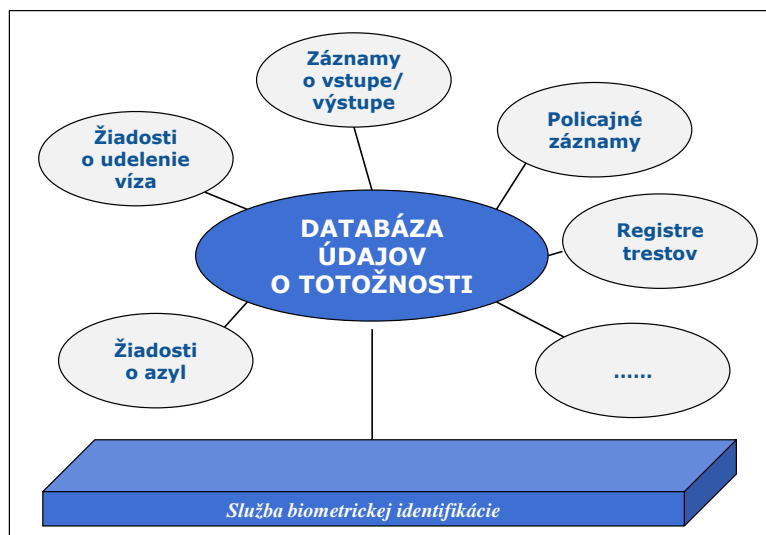 Záznamy
o vstupe/
výstupe
Policajné
záznamy
Žiadosti
o udelenie
víza
DATABÁZA
ÚDAJOV
O TOTOŽNOSTI
Registre
trestov
Žiadosti
o azyl
......
Služba biometrickej identifikácie